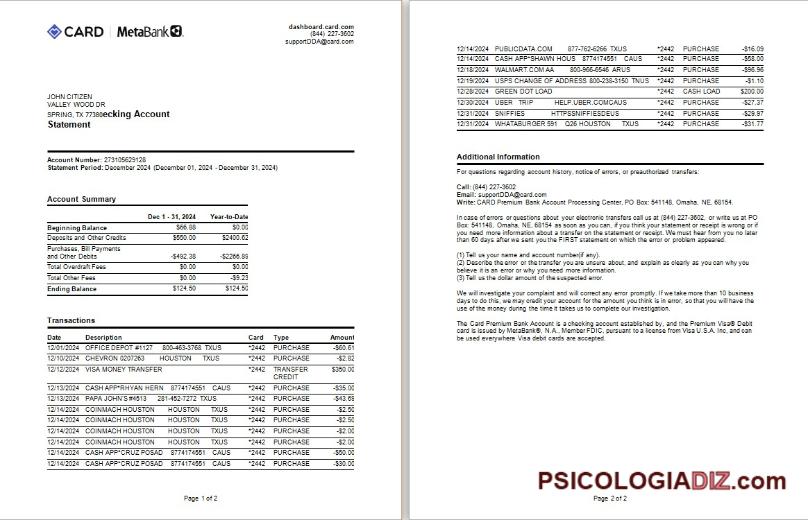 CARD | MetaBank
dashboard.card.com
(844) 227-3602
supportDDA@card.com
JOHN CITIZEN
VALLEY WOOD DR
SPRING, TX 77380ecking Account
Statement
Account Number: 273105629128
Statement Period: December 2024 (December 01, 2024 - December 31, 2024)
Account Summary
Dec 1 - 31, 2024 Year-to-Date
Beginning Balance $66.88 $0.00
Deposits and Other Credits $550.00 $2400.62
Purchases, Bill Payments
and Other Debits -$492.38 -$2266.89
Total Overdraft Fees $0.00 $0.00
Total Other Fees $0.00 -$9.23
Ending Balance $124.50 $124.50
Transactions
Date Description Card Type Amount
12/01/2024 OFFICE DEPOT #1127 800-463-3768 TXUS *2442 PURCHASE -$60.61
12/10/2024 CHEVRON 0207263 HOUSTON TXUS *2442 PURCHASE -$2.82
12/12/2024 VISA MONEY TRANSFER *2442 TRANSFER $350.00
CREDIT
12/13/2024 CASH APP*RHYAN HERN 8774174551 CAUS *2442 PURCHASE -$35.00
12/13/2024 PAPA JOHN'S #4613 281-452-7272 TXUS *2442 PURCHASE -$43.69
12/14/2024 COINMACH HOUSTON HOUSTON TXUS *2442 PURCHASE -$2.50
12/14/2024 COINMACH HOUSTON HOUSTON TXUS *2442 PURCHASE -$2.50
12/14/2024 COINMACH HOUSTON HOUSTON TXUS *2442 PURCHASE -$2.00
12/14/2024 COINMACH HOUSTON HOUSTON TXUS *2442 PURCHASE -$2.00
12/14/2024 CASH APP*CRUZ POSAD 8774174551 CAUS *2442 PURCHASE -$50.00
12/14/2024 CASH APP*CRUZ POSAD 8774174551 CAUS *2442 PURCHASE -$30.00
Page 1 of 2
12/14/2024 PUBLICDATA.COM 877-762-6266 TXUS *2442 PURCHASE -$16.09
12/14/2024 CASH APP*SHAWN HOUS 8774174551 CAUS *2442 PURCHASE -$58.00
12/18/2024 WALMART.COM AA 800-966-6546 ARUS *2442 PURCHASE -$96.96
12/19/2024 USPS CHANGE OF ADDRESS 800-238-3150 TNUS *2442 PURCHASE -$1.10
12/28/2024 GREEN DOT LOAD *2442 CASH LOAD $200.00
12/30/2024 UBER TRIP HELP.UBER.COMCAUS *2442 PURCHASE -$27.37
12/31/2024 SNIFFIES HTTPSSNIFFIESDEUS *2442 PURCHASE -$29.97
12/31/2024 WHATABURGER 591 Q26 HOUSTON TXUS *2442 PURCHASE -$31.77
Additional Information
For questions regarding account history, notice of errors, or preauthorized transfers:
Call: (844) 227-3602
Email: supportDDA@card.com
Write: CARD Premium Bank Account Processing Center, PO Box: 541148, Omaha, NE, 68154.
In case of errors or questions about your electronic transfers call us at (844) 227-3602, or write us at PO
Box: 541148, Omaha, NE, 68154 as soon as you can, if you think your statement or receipt is wrong or if
you need more information about a transfer on the statement or receipt. We must hear from you no later
than 60 days after we sent you the FIRST statement on which the error or problem appeared.
(1) Tell us your name and account number(if any).
(2) Describe the error or the transfer you are unsure about, and explain as clearly as you can why you
believe it is an error or why you need more information.
(3) Tell us the dollar amount of the suspected error.
We will investigate your complaint and will correct any error promptly. If we take more than 10 business
days to do this, we may credit your account for the amount you think is in error, so that you will have the
use of the money during the time it takes us to complete our investigation.
The Card Premium Bank Account is a checking account established by, and the Premium Visa® Debit
card is issued by MetaBank®, N.A., Member FDIC, pursuant to a license from Visa U.S.A. Inc, and can
be used everywhere Visa debit cards are accepted.
PSICOLOGIADIZ.com
Page 2 of 2